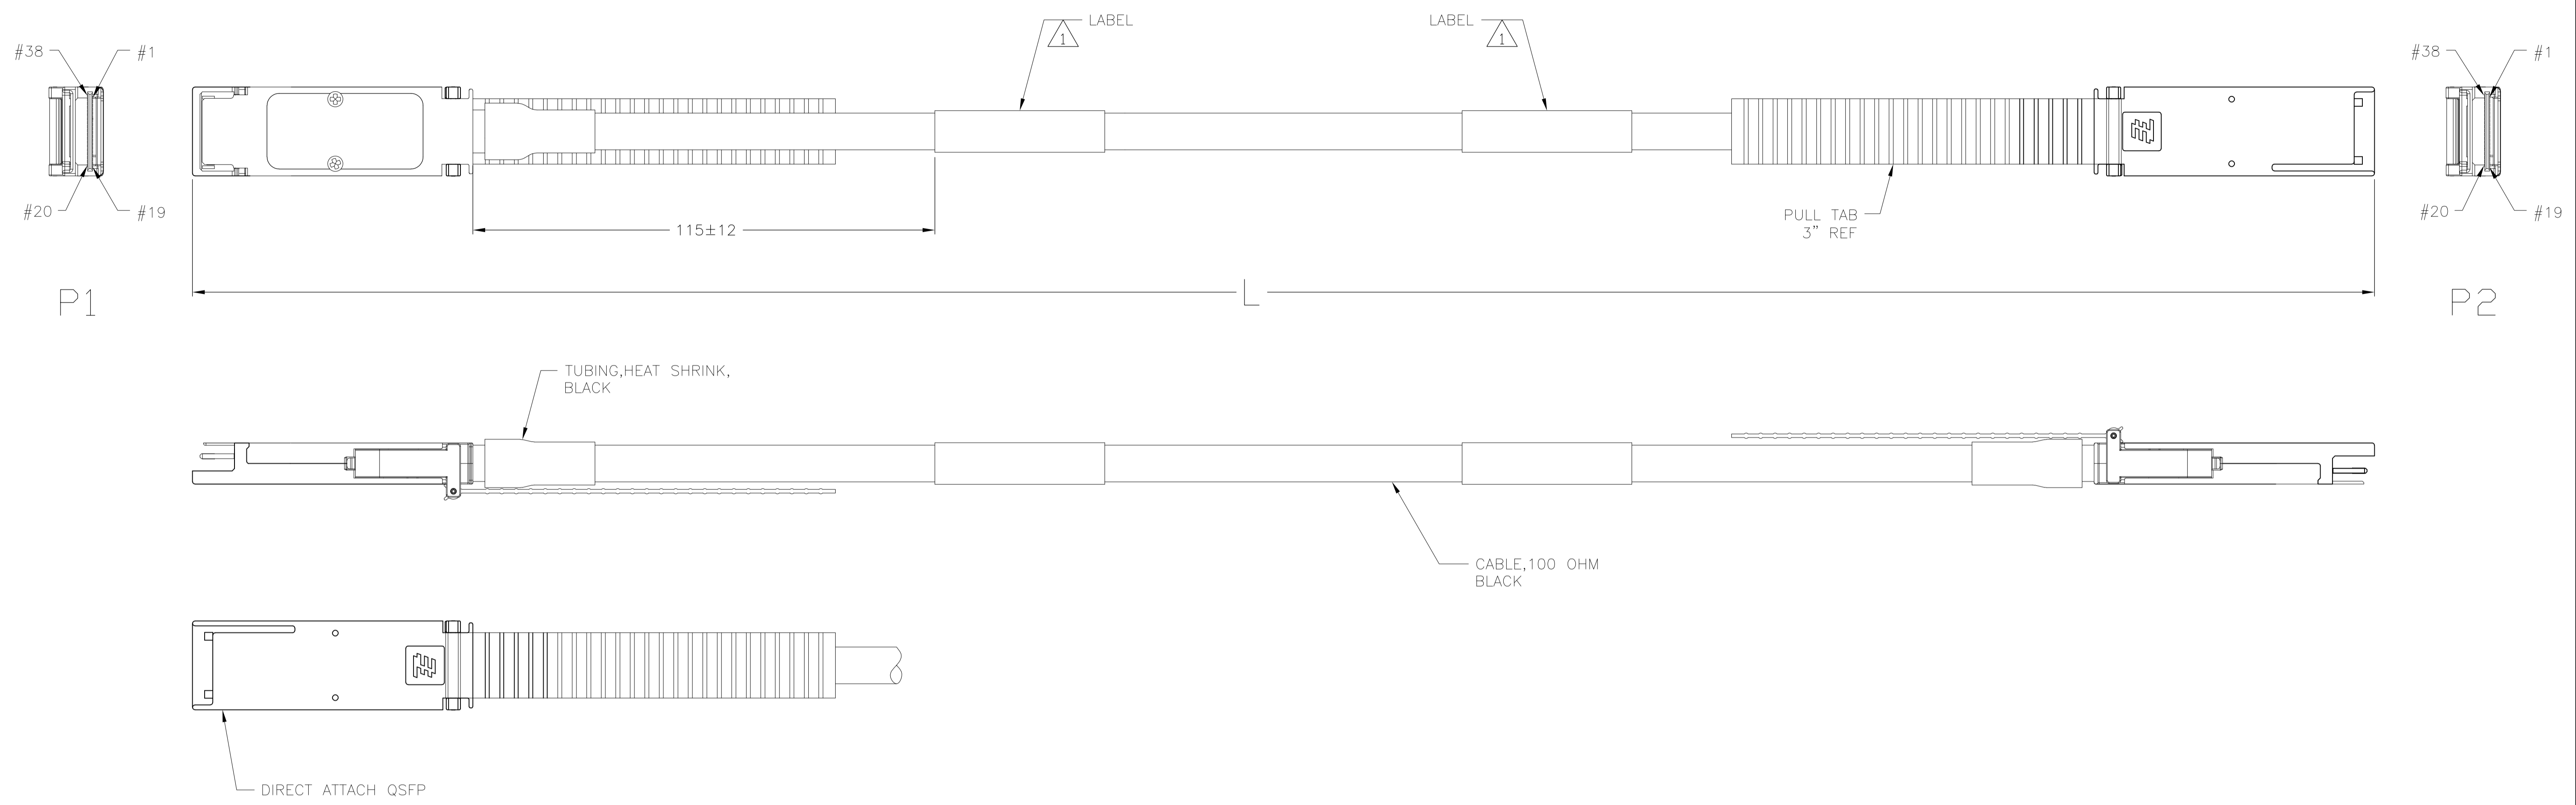 LABEL
1
LABEL
1
#38
#1
#38
#1
#20
#19
#20
#19
PULL TAB
3" REF
115±12
L
P1
P2
TUBING,HEAT SHRINK,
BLACK
CABLE,100 OHM
BLACK
DIRECT ATTACH QSFP